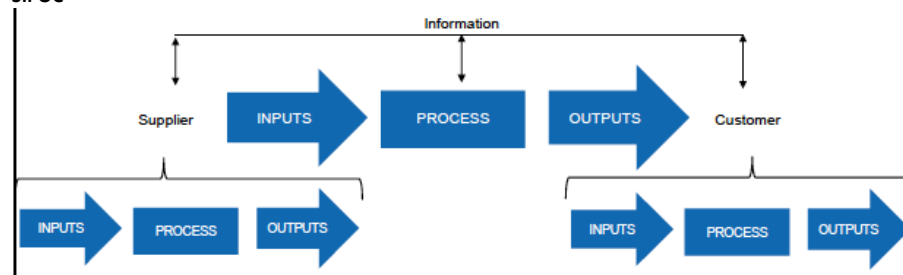 Information
Supplier
INPUTS
PROCESS
OUTPUTS
Customer
INPUTS
PROCESS
OUTPUTS
INPUTS
PROCESS
OUTPUTS